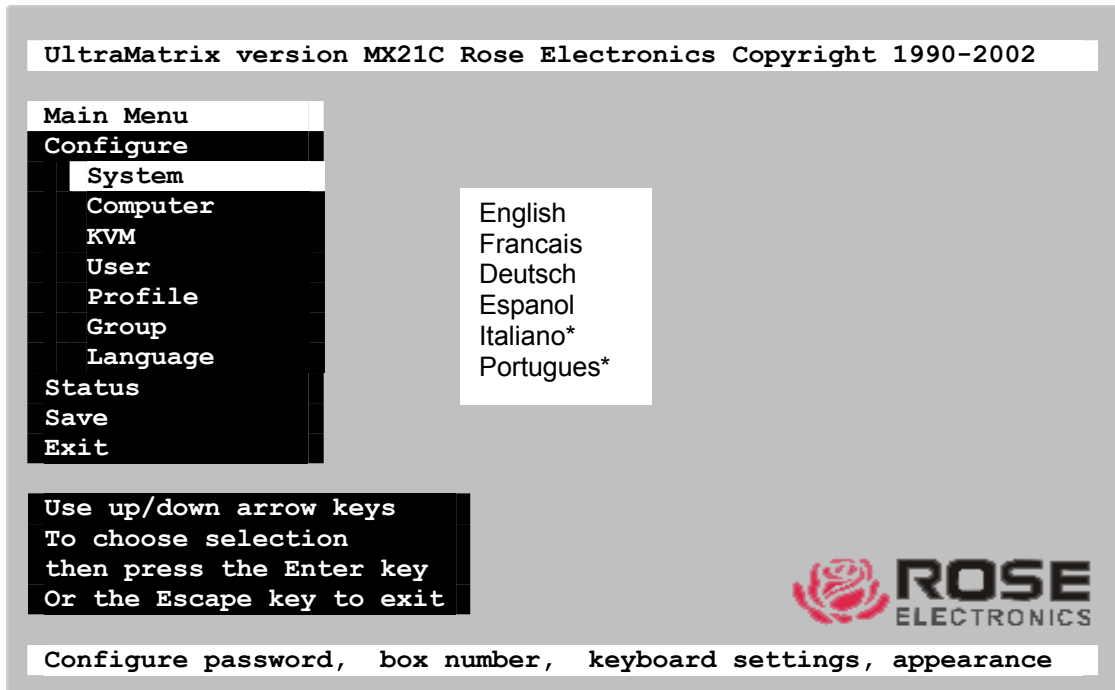 UltraMatrix version MX21C Rose Electronics Copyright 1990-2002
Main Menu
Configure
System
Computer
KVM
User
Profile
Group
Language
Status
Save
Exit
English
Francais
Deutsch
Espanol
Italiano*
Portugues*
Use up/down arrow keys
To choose selection
then press the Enter key
Or the Escape key to exit
ROSE
ELECTRONICS
Configure password, box number, keyboard settings, appearance